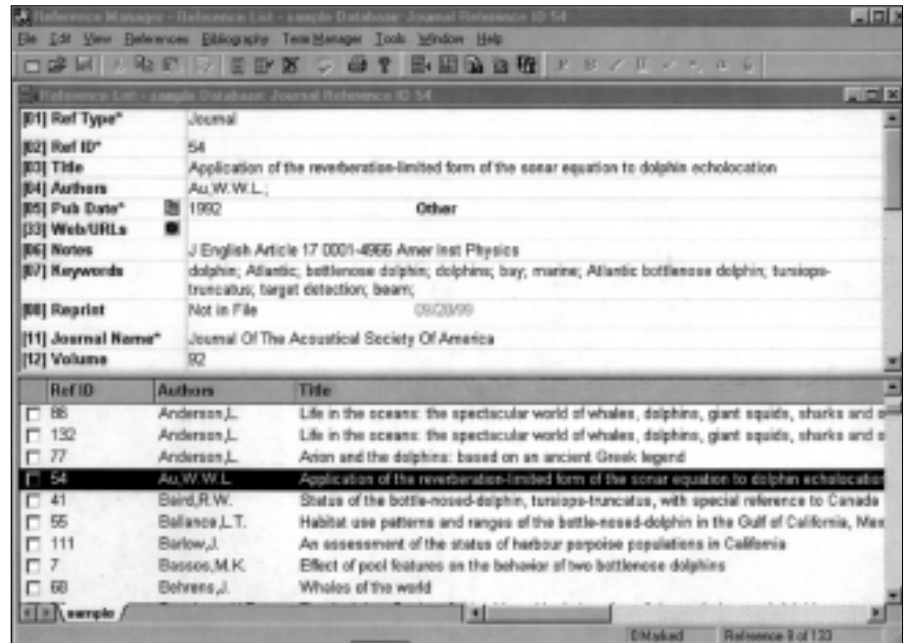 Reference Manager - Reference List - sample Database: Journal Reference ID 54
File Edit View References Bibliography Term Manager Tools Window Help
Reference List - sample Database: Journal Reference ID 54
[01] Ref Type* Journal
[02] Ref ID* 54
[03] Title Application of the reverberation-limited form of the sonar equation to dolphin echolocation
[04] Authors Au,W.W.L.;
[05] Pub Date* 1992 Other
[33] Web/URLs
[06] Notes J English Article 17 0001-4966 Amer Inst Physics
[07] Keywords dolphin; Atlantic; bottlenose dolphin; dolphins; bay; marine; Atlantic bottlenose dolphin; tursiops-
truncatus; target detection; beam;
[08] Reprint Not in File 09/28/99
[11] Journal Name* Journal Of The Acoustical Society Of America
[12] Volume 92
Ref ID Authors Title
88 Anderson,L. Life in the oceans: the spectacular world of whales, dolphins, giant squids, sharks and
132 Anderson,L. Life in the oceans: the spectacular world of whales, dolphins, giant squids, sharks and
77 Anderson,L. Arion and the dolphins: based on an ancient Greek legend
54 Au,W.W.L. Application of the reverberation-limited form of the sonar equation to dolphin echolocation
41 Baird,R.W. Status of the bottle-nosed-dolphin, tursiops-truncatus, with special reference to Canada
55 Ballance,L.T. Habitat use patterns and ranges of the bottle-nosed-dolphin in the Gulf of California, Mex
111 Barlow,J. An assessment of the status of harbour porpoise populations in California
7 Bassos,M.K. Effect of pool features on the behavior of two bottlenose dolphins
68 Behrens,J. Whales of the world
sample
0 Marked Reference 8 of 133